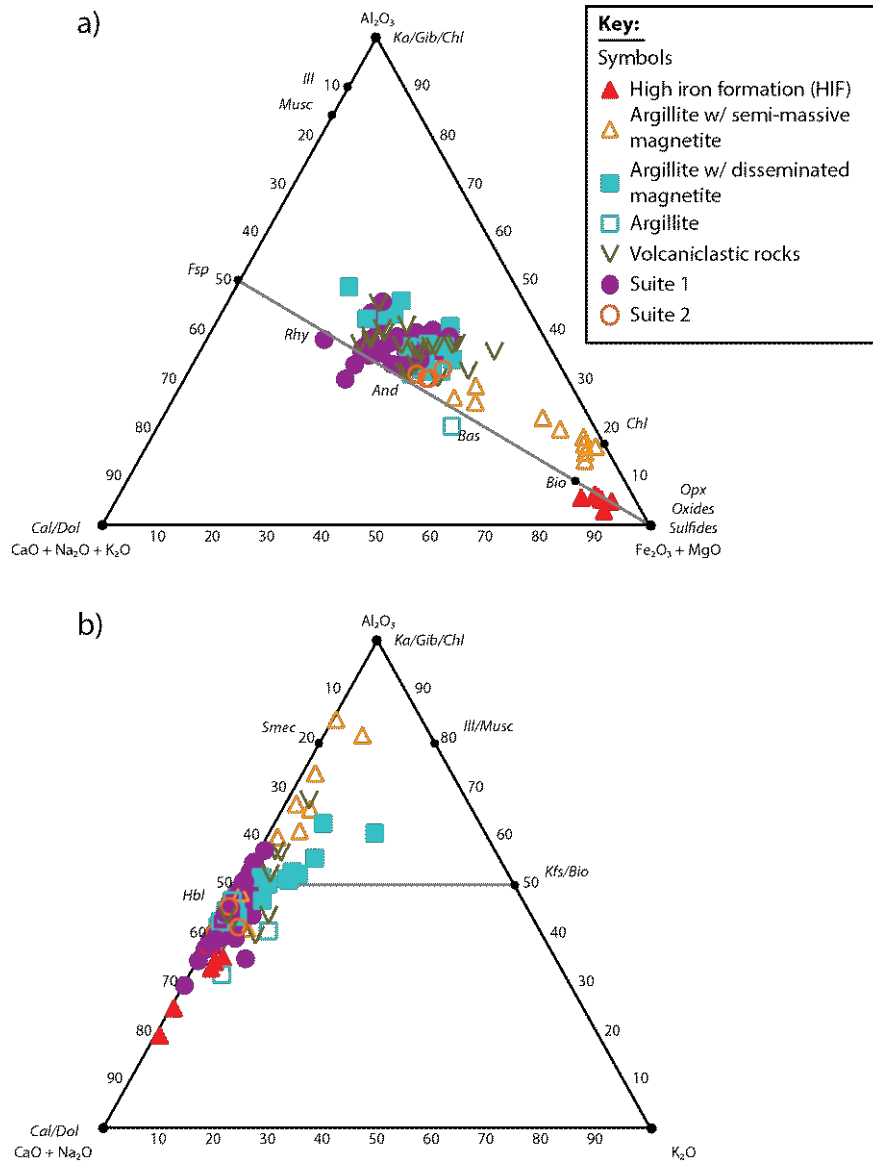 a)
Al₂O₃
Ka/Gib/Chl
Ill
Musc
10
20
30
40
50
60
70
80
90
Fsp
90
80
70
60
50
40
30
20
10
Rhy
And
Bas
Bio
Chl
Opx
Oxides
Sulfides
Cal/Dol
CaO + Na₂O + K₂O
10 20 30 40 50 60 70 80 90
Fe₂O₃ + MgO
Key:
Symbols
High iron formation (HIF)
Argillite w/ semi-massive
magnetite
Argillite w/ disseminated
magnetite
Argillite
Volcaniclastic rocks
Suite 1
Suite 2
b)
Al₂O₃
Ka/Gib/Chl
Smec
Ill/Musc
10
20
30
40
50
60
70
80
90
Hbl
90
80
70
60
50
40
30
20
10
Kfs/Bio
Cal/Dol
CaO + Na₂O
10 20 30 40 50 60 70 80 90
K₂O